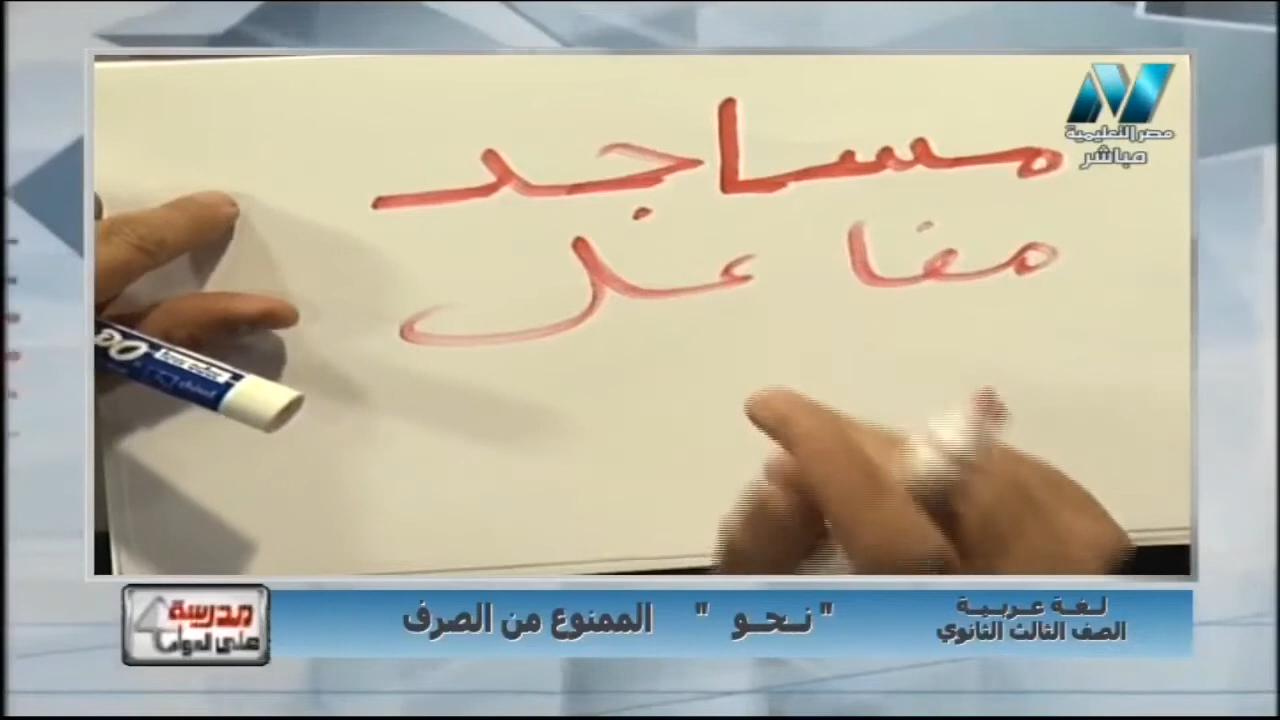 مساجد
مفاعل
مصر التعليمية
مباشر
لغة عربية
الصف الثالث الثانوي
"نحو" الممنوع من الصرف
مدرسة
على الهواء